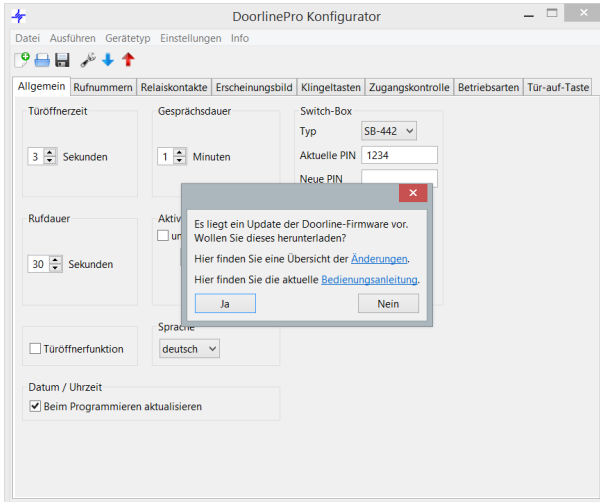 DoorlinePro Konfigurator
Datei Ausführen Gerätetyp Einstellungen Info
Allgemein Rufnummern Relaiskontakte Erscheinungsbild Klingeltasten Zugangskontrolle Betriebsarten Tür-auf-Taste
Türöffnerzeit Gesprächsdauer Switch-Box
Typ SB-442
3 Sekunden 1 Minuten Aktuelle PIN 1234
Neue PIN
Rufdauer
Es liegt ein Update der Doorline-Firmware vor.
Wollen Sie dieses herunterladen?
Hier finden Sie eine Übersicht der Änderungen.
30 Sekunden
Hier finden Sie die aktuelle Bedienungsanleitung.
Ja Nein
Sprache
Türöffnerfunktion deutsch
Datum / Uhrzeit
Beim Programmieren aktualisieren